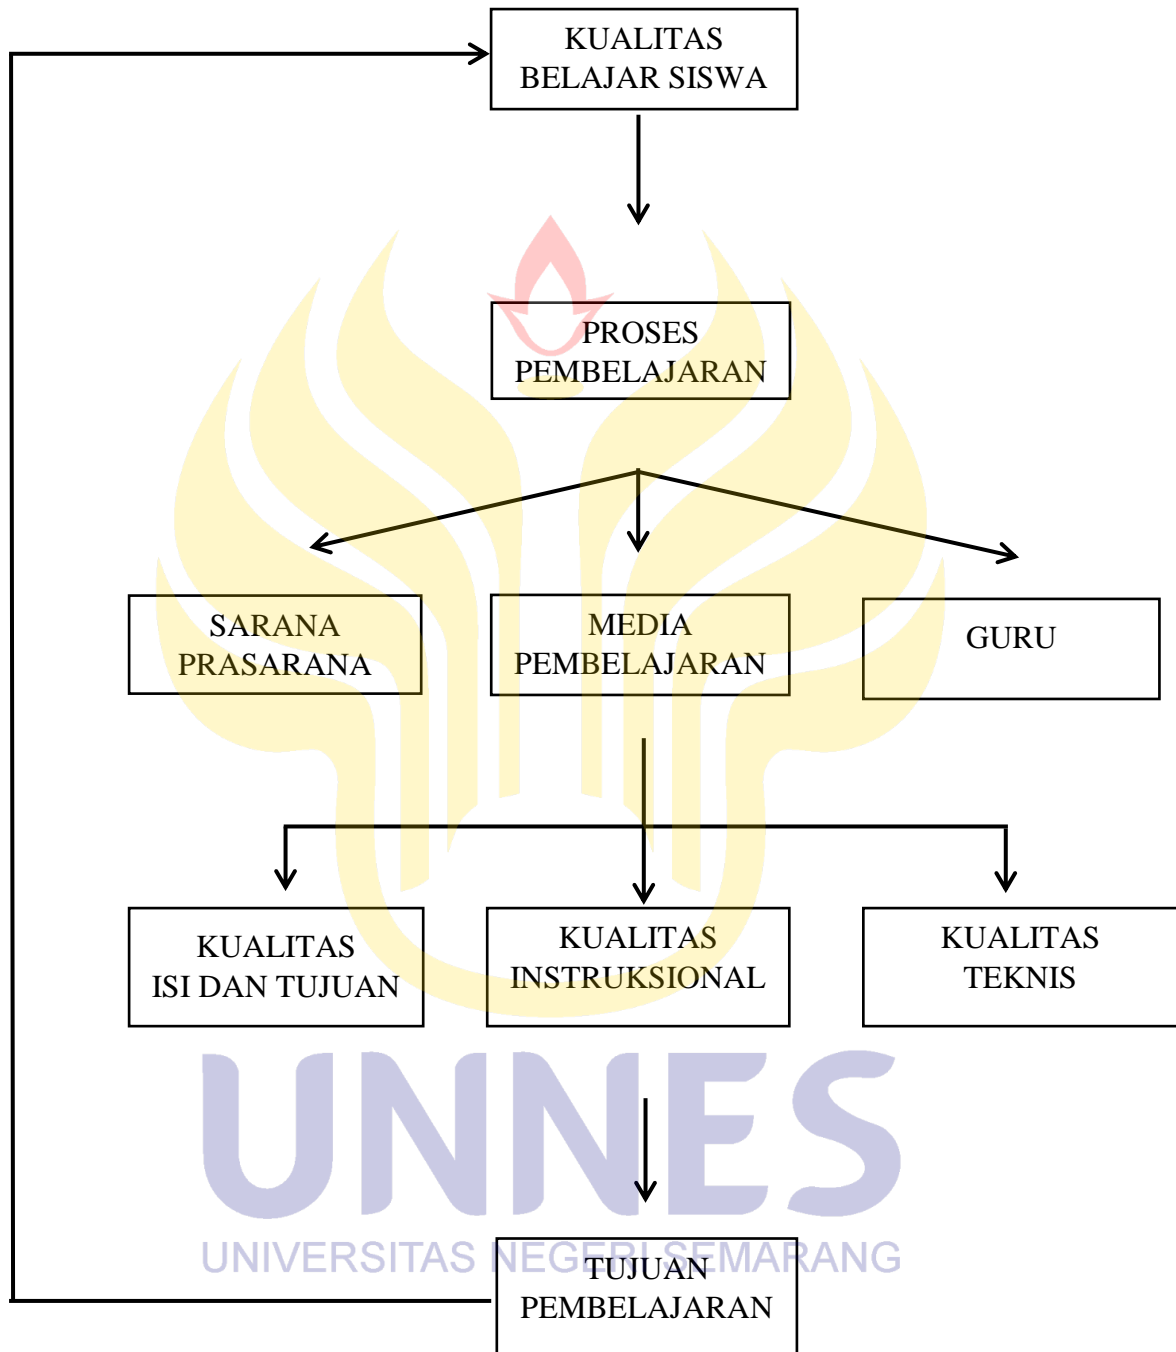 KUALITAS
BELAJAR SISWA
PROSES
PEMBELAJARAN
SARANA
PRASARANA
MEDIA
PEMBELAJARAN
GURU
KUALITAS
ISI DAN TUJUAN
KUALITAS
INSTRUKSIONAL
KUALITAS
TEKNIS
UNNES
UNIVERSITAS NEGERI SEMARANG
TUJUAN
PEMBELAJARAN